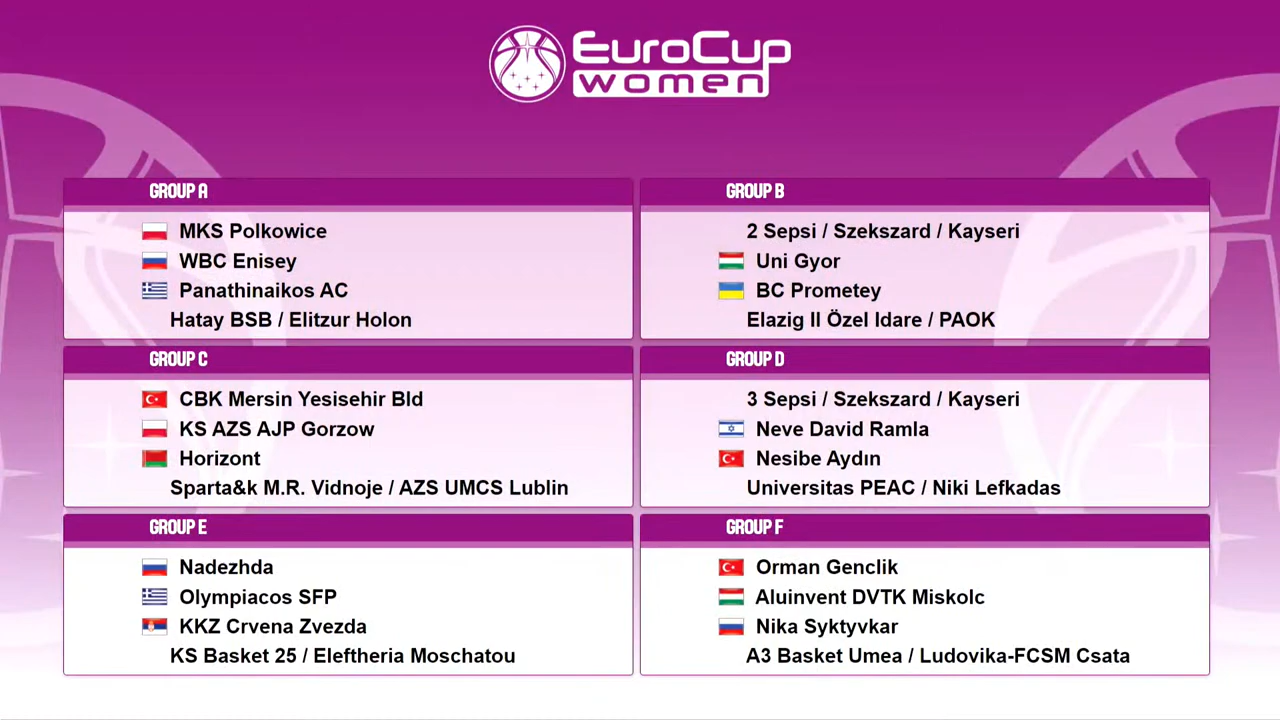 EuroCup
women
GROUP A
MKS Polkowice
WBC Enisey
Panathinaikos AC
Hatay BSB / Elitzur Holon
GROUP B
2 Sepsi / Szekszard / Kayseri
Uni Gyor
BC Prometey
Elazig Il Özel Idare / PAOK
GROUP C
CBK Mersin Yesisehir Bld
KS AZS AJP Gorzow
Horizont
Sparta&k M.R. Vidnoje / AZS UMCS Lublin
GROUP D
3 Sepsi / Szekszard / Kayseri
Neve David Ramla
Nesibe Aydın
Universitas PEAC / Niki Lefkadas
GROUP E
Nadezhda
Olympiacos SFP
KKZ Crvena Zvezda
KS Basket 25 / Eleftheria Moschatou
GROUP F
Orman Genclik
Aluinvent DVTK Miskolc
Nika Syktyvkar
A3 Basket Umea / Ludovika-FCSM Csata